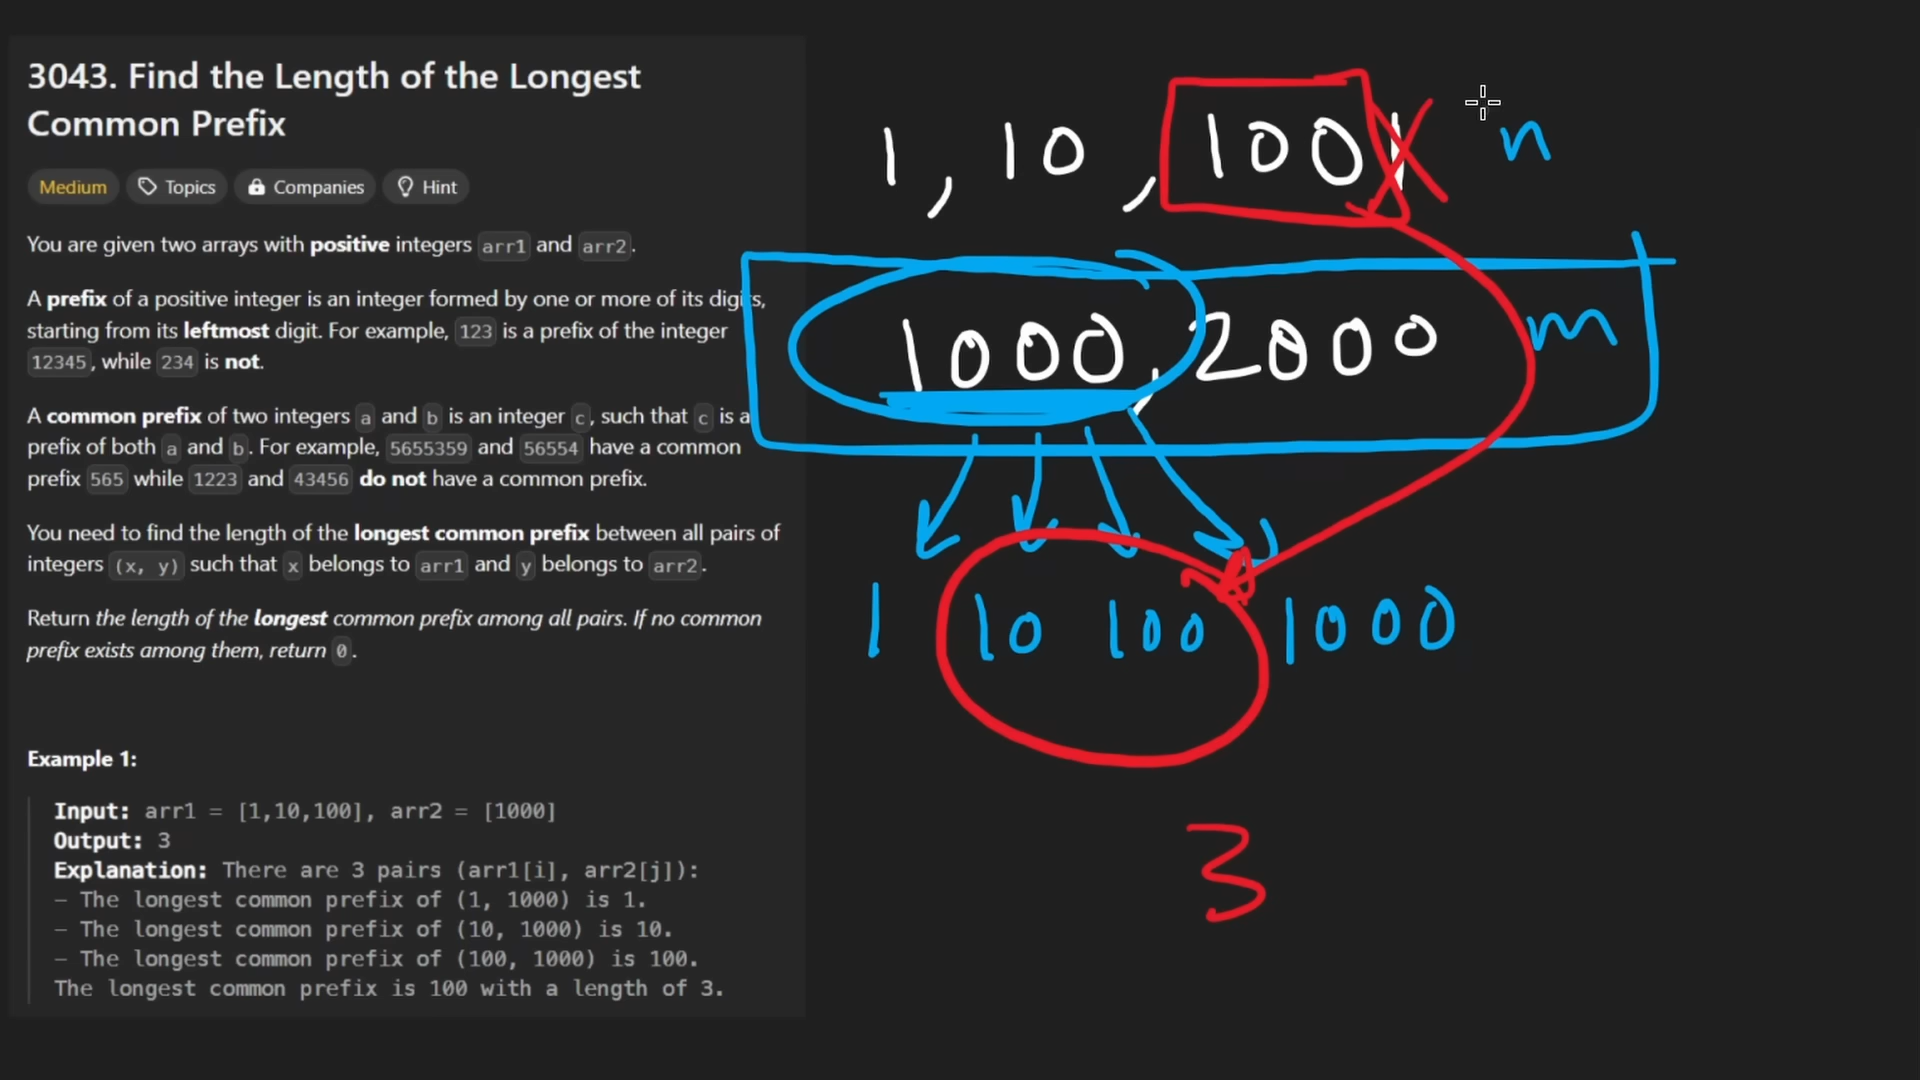 3043. Find the Length of the Longest
Common Prefix
Medium Topics Companies Hint
You are given two arrays with positive integers arr1 and arr2.
A prefix of a positive integer is an integer formed by one or more of its digits,
starting from its leftmost digit. For example, 123 is a prefix of the integer
12345, while 234 is not.
A common prefix of two integers a and b is an integer c, such that c is a
prefix of both a and b. For example, 5655359 and 56554 have a common
prefix 565 while 1223 and 43456 do not have a common prefix.
You need to find the length of the longest common prefix between all pairs of
integers (x, y) such that x belongs to arr1 and y belongs to arr2.
Return the length of the longest common prefix among all pairs. If no common
prefix exists among them, return 0.
Example 1:
Input: arr1 = [1,10,100], arr2 = [1000]
Output: 3
Explanation: There are 3 pairs (arr1[i], arr2[j]):
- The longest common prefix of (1, 1000) is 1.
- The longest common prefix of (10, 1000) is 10.
- The longest common prefix of (100, 1000) is 100.
The longest common prefix is 100 with a length of 3.
1, 10, 1001 n
1000, 2000 m
1 10 100 1000
3